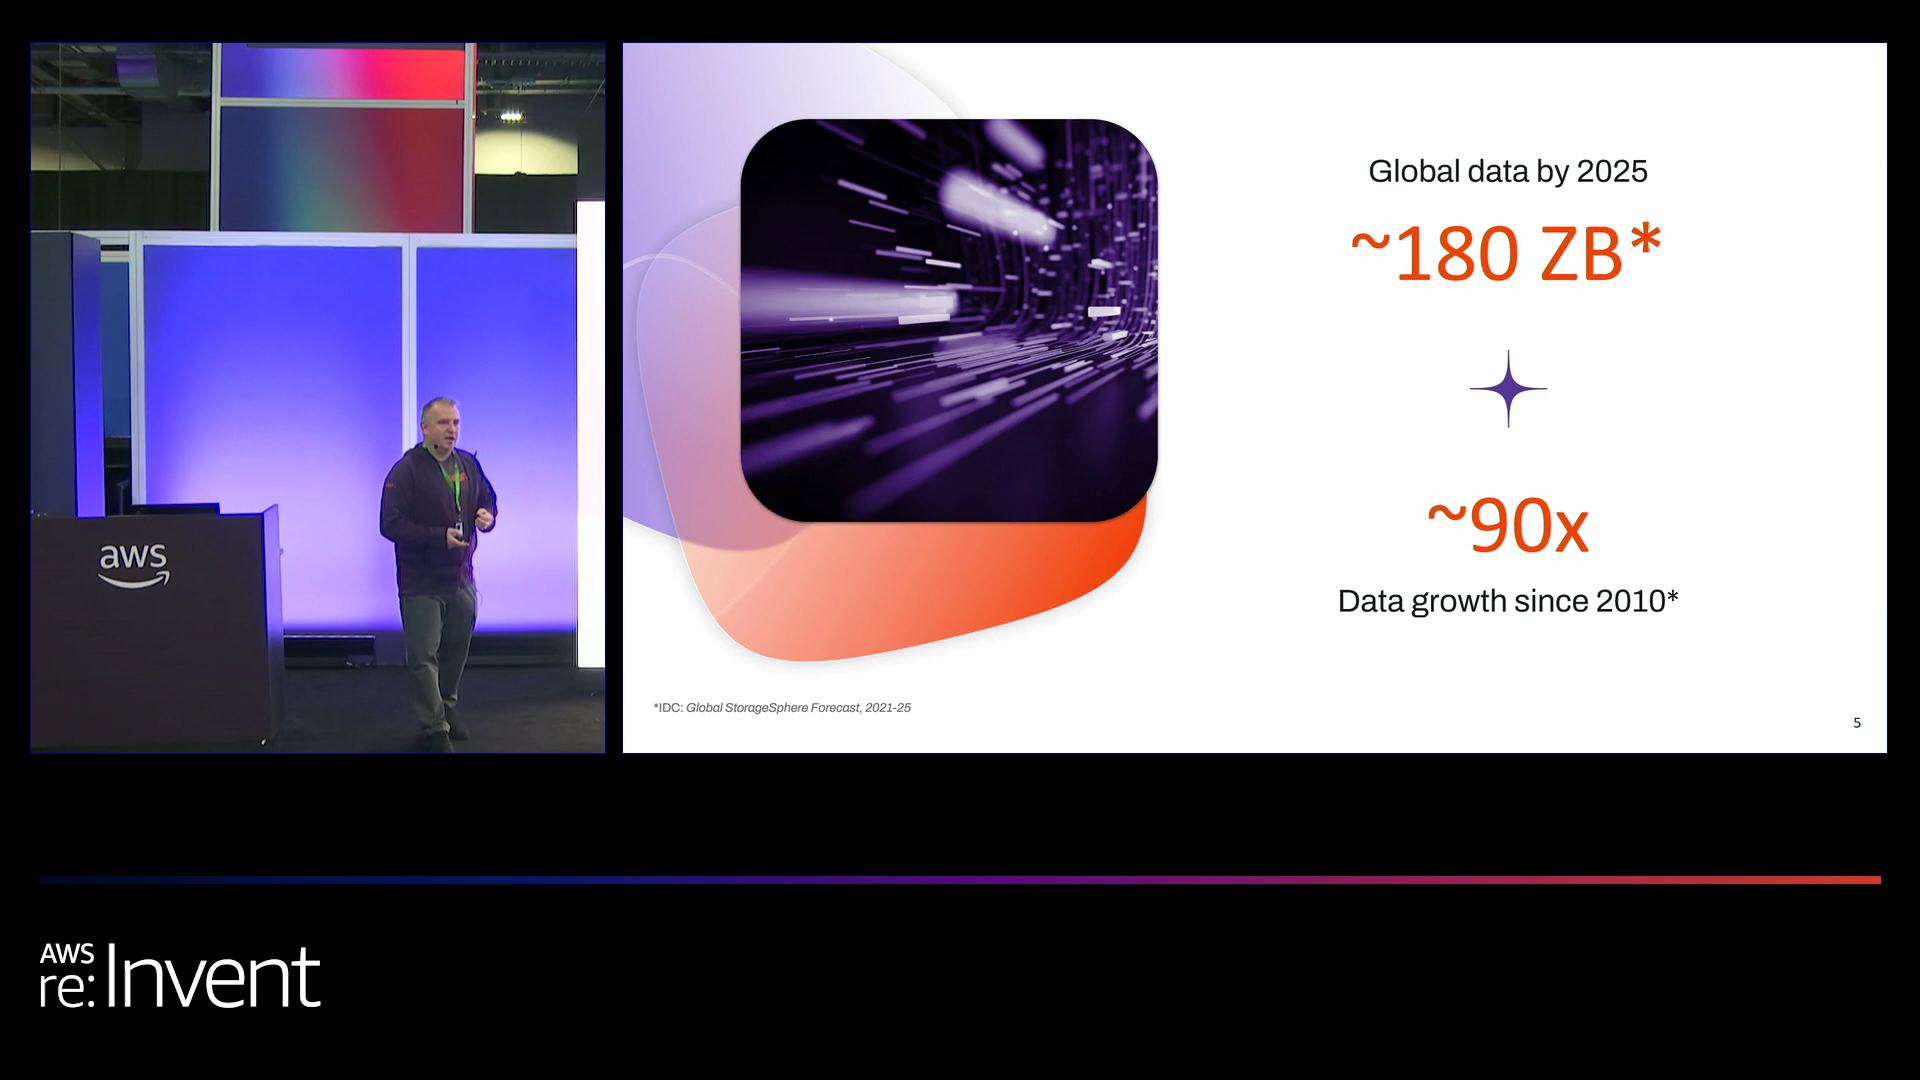 aws
Global data by 2025
~180 ZB*
~90x
Data growth since 2010*
*IDC: Global StorageSphere Forecast, 2021-25
5
AWS
re:Invent